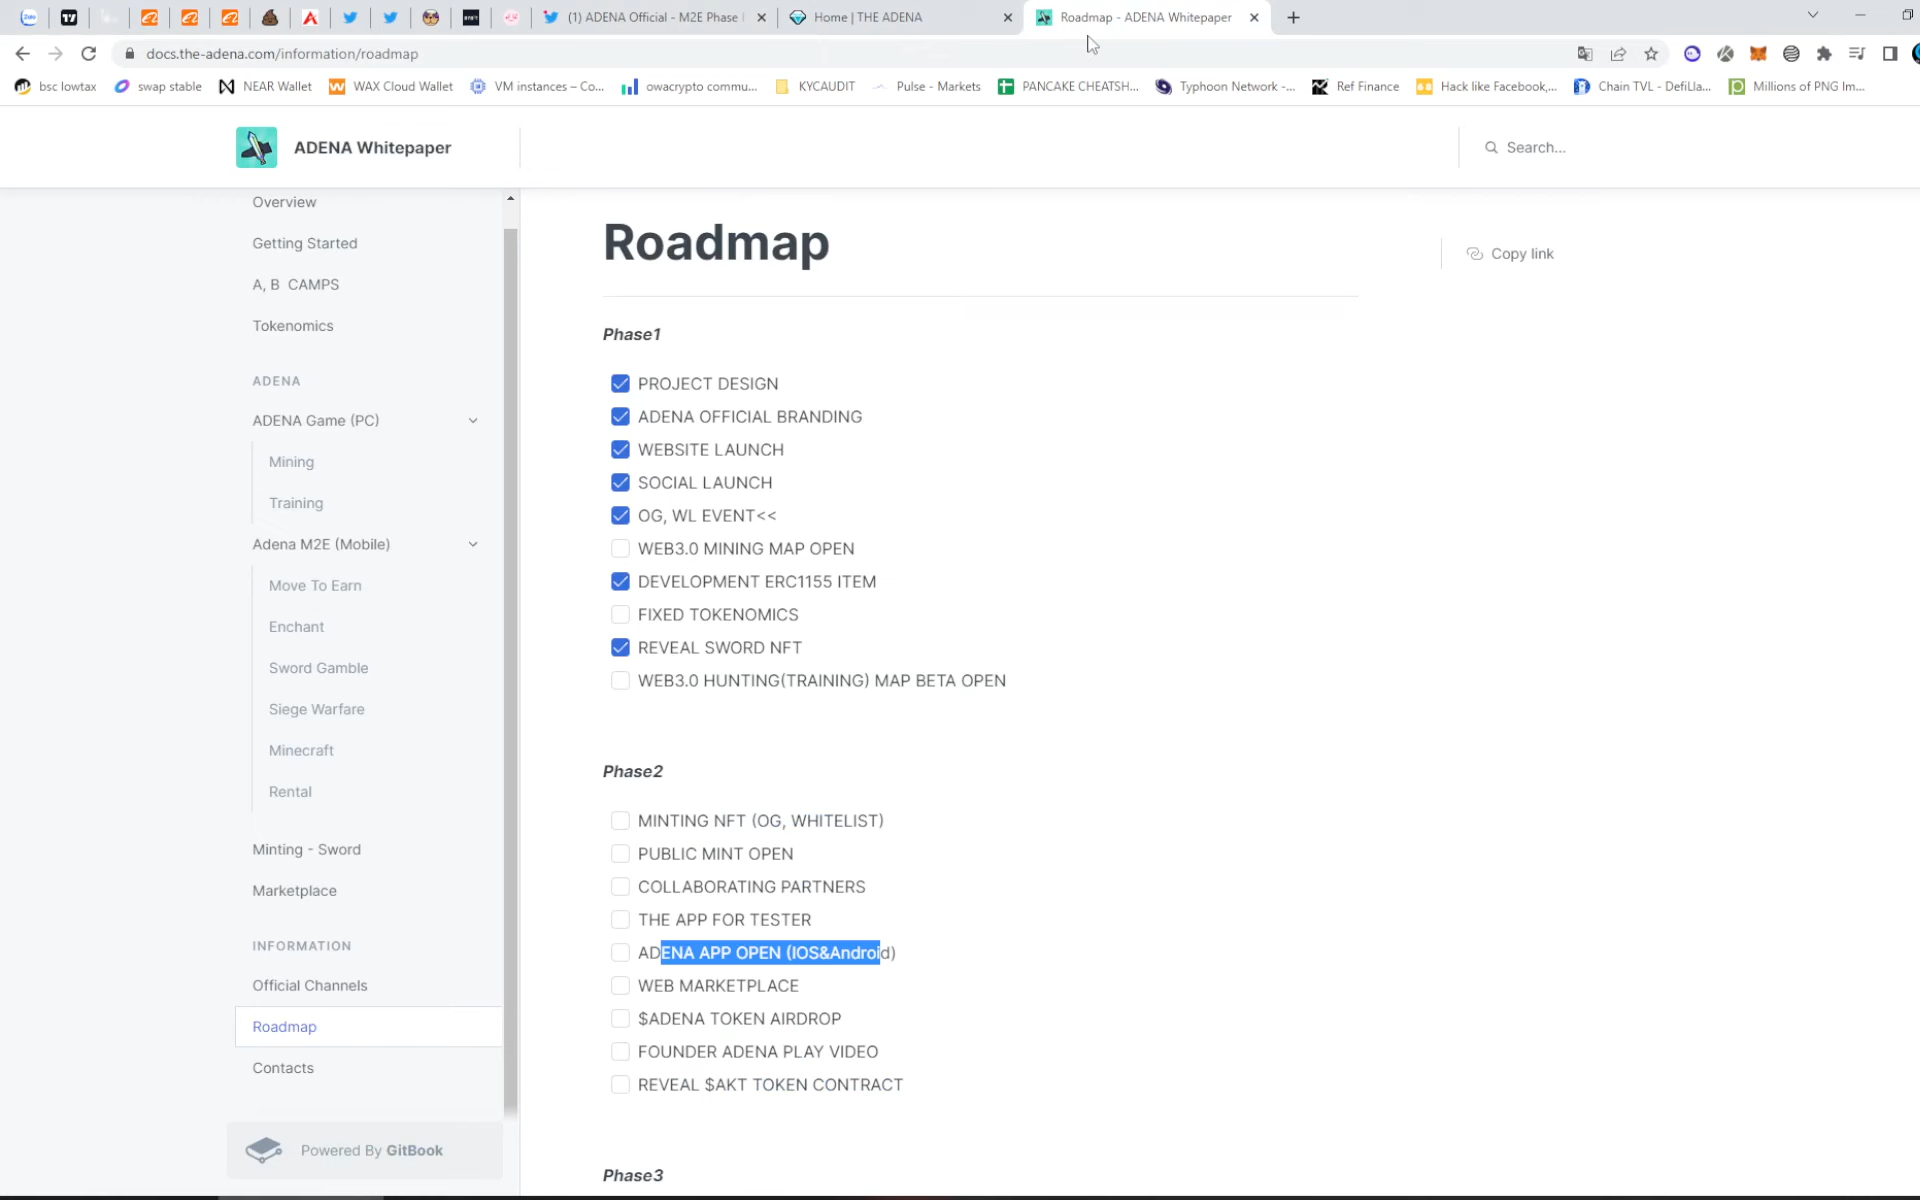 (1) ADENA Official - M2E Phase
Home | THE ADENA
Roadmap - ADENA Whitepaper
docs.the-adena.com/information/roadmap
bsc lowtax
swap stable
NEAR Wallet
WAX Cloud Wallet
VM instances – Co...
owacrypto commu...
KYCAUDIT
Pulse - Markets
PANCAKE CHEATSH...
Typhoon Network -...
Ref Finance
Hack like Facebook,...
Chain TVL - DefiLla...
Millions of PNG Im...
ADENA Whitepaper
Search...
Overview
Getting Started
A, B CAMPS
Tokenomics
ADENA
ADENA Game (PC)
Mining
Training
Adena M2E (Mobile)
Move To Earn
Enchant
Sword Gamble
Siege Warfare
Minecraft
Rental
Minting - Sword
Marketplace
INFORMATION
Official Channels
Roadmap
Contacts
Powered By GitBook
Roadmap
Copy link
Phase1
PROJECT DESIGN
ADENA OFFICIAL BRANDING
WEBSITE LAUNCH
SOCIAL LAUNCH
OG, WL EVENT<<
WEB3.0 MINING MAP OPEN
DEVELOPMENT ERC1155 ITEM
FIXED TOKENOMICS
REVEAL SWORD NFT
WEB3.0 HUNTING(TRAINING) MAP BETA OPEN
Phase2
MINTING NFT (OG, WHITELIST)
PUBLIC MINT OPEN
COLLABORATING PARTNERS
THE APP FOR TESTER
ADENA APP OPEN (IOS&Android)
WEB MARKETPLACE
$ADENA TOKEN AIRDROP
FOUNDER ADENA PLAY VIDEO
REVEAL $AKT TOKEN CONTRACT
Phase3